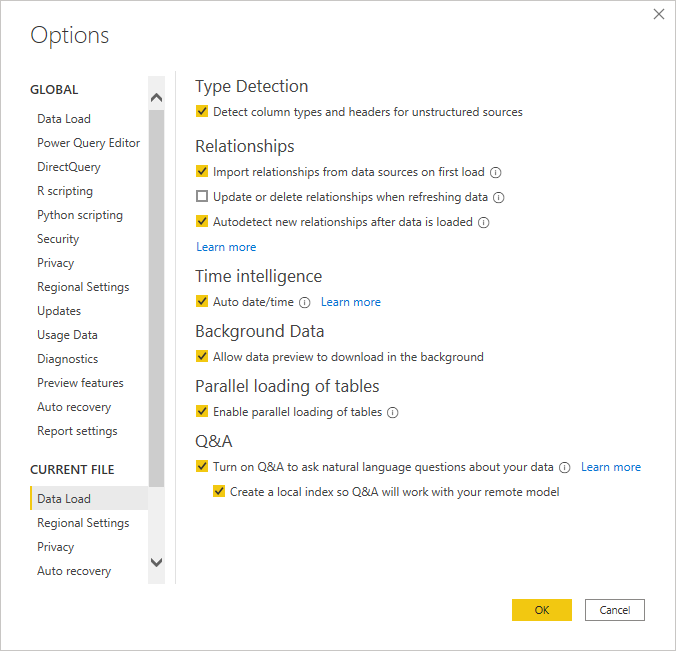 Options
GLOBAL
Data Load
Power Query Editor
DirectQuery
R scripting
Python scripting
Security
Privacy
Regional Settings
Updates
Usage Data
Diagnostics
Preview features
Auto recovery
Report settings
CURRENT FILE
Data Load
Regional Settings
Privacy
Auto recovery
Type Detection
Detect column types and headers for unstructured sources
Relationships
Import relationships from data sources on first load
Update or delete relationships when refreshing data
Autodetect new relationships after data is loaded
Learn more
Time intelligence
Auto date/time Learn more
Background Data
Allow data preview to download in the background
Parallel loading of tables
Enable parallel loading of tables
Q&A
Turn on Q&A to ask natural language questions about your data Learn more
Create a local index so Q&A will work with your remote model
OK Cancel